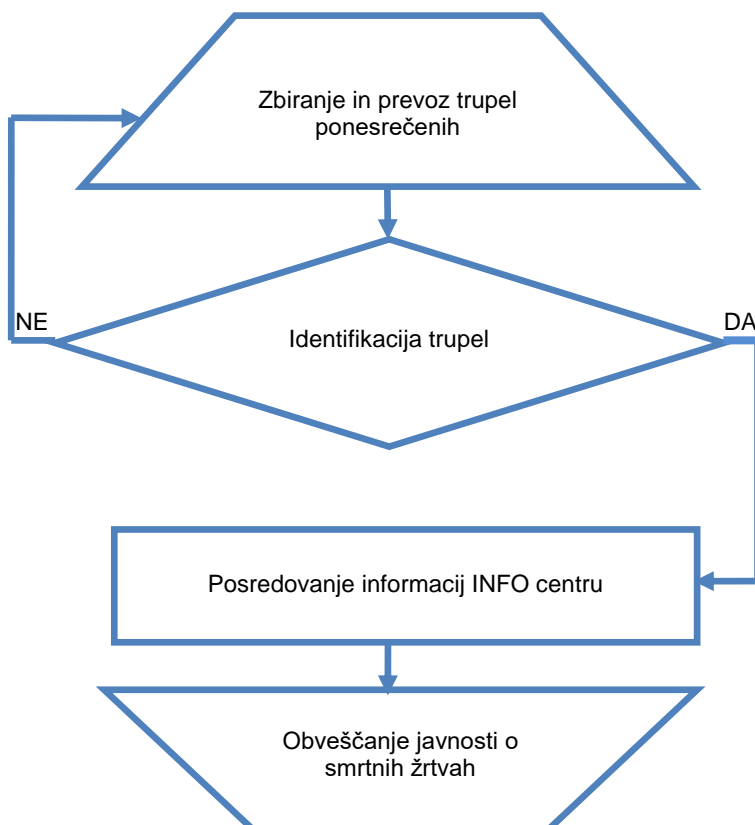 Zbiranje in prevoz trupel
ponesrečenih
NE
Identifikacija trupel
DA
Posredovanje informacij INFO centru
Obveščanje javnosti o
smrtnih žrtvah